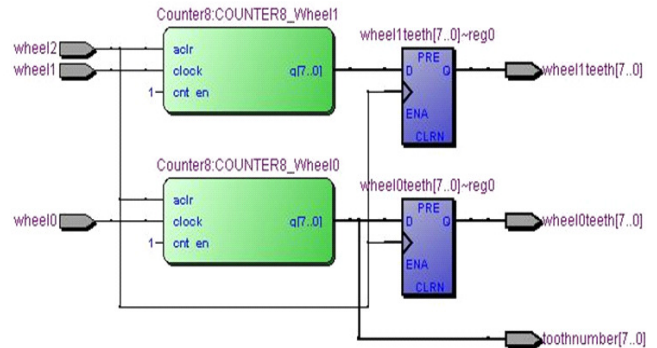 Counter8:COUNTER8_Wheel1
wheel1teeth[7..0]~reg0
wheel2
aclr
PRE
wheel1
clock
q[7..0]
D
Q
wheel1teeth[7..0]
1
cnt en
ENA
CLRN
Counter8:COUNTER8_Wheel0
wheel0teeth[7..0]~reg0
aclr
PRE
wheel0
clock
q[7..0]
D
Q
wheel0teeth[7..0]
1
cnt en
ENA
CLRN
toothnumber[7..0]